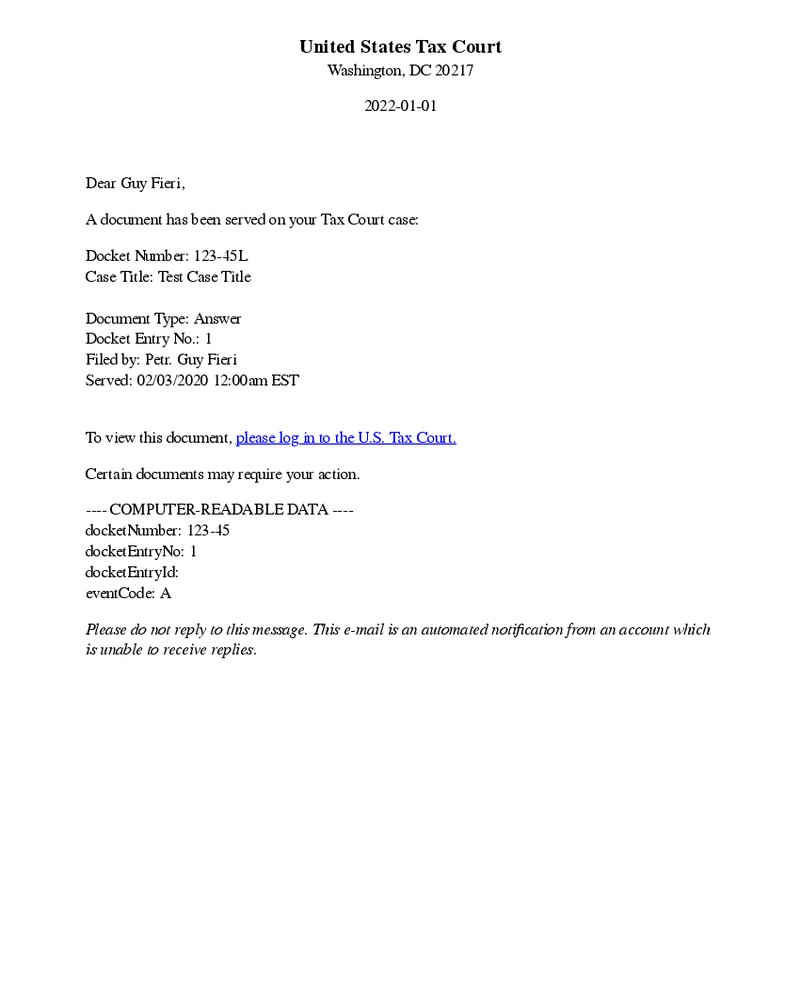 United States Tax Court
Washington, DC 20217
2022-01-01
Dear Guy Fieri,
A document has been served on your Tax Court case:
Docket Number: 123-45L
Case Title: Test Case Title
Document Type: Answer
Docket Entry No.: 1
Filed by: Petr. Guy Fieri
Served: 02/03/2020 12:00am EST
To view this document, please log in to the U.S. Tax Court.
Certain documents may require your action.
---- COMPUTER-READABLE DATA ----
docketNumber: 123-45
docketEntryNo: 1
docketEntryId:
eventCode: A
Please do not reply to this message. This e-mail is an automated notification from an account which
is unable to receive replies.